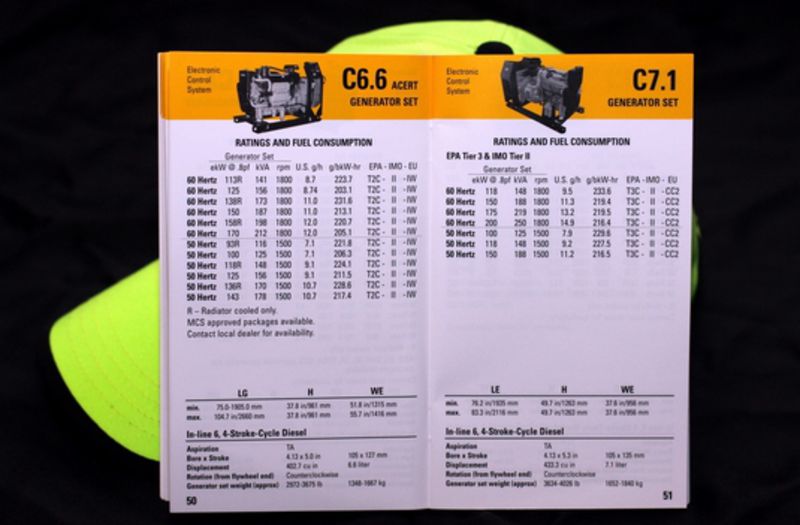 Electronic
Control
System
C6.6 ACERT
GENERATOR SET
RATINGS AND FUEL CONSUMPTION
Generator Set
ekW @ .8pf kVA rpm U.S. g/h g/bkW-hr EPA - IMO - EU
60 Hertz 113R 141 1800 8.7 223.7 T2C - II - IW
60 Hertz 125 156 1800 8.74 203.1 T2C - II - IW
60 Hertz 138R 173 1800 11.0 231.6 T2C - II - IW
60 Hertz 150 187 1800 11.0 213.1 T2C - II - IW
60 Hertz 158R 198 1800 12.0 220.7 T2C - II - IW
60 Hertz 170 212 1800 12.0 205.1 T2C - II - IW
50 Hertz 93R 116 1500 7.1 221.8 T2C - II - IW
50 Hertz 100 125 1500 7.1 206.3 T2C - II - IW
50 Hertz 118R 148 1500 9.1 224.1 T2C - II - IW
50 Hertz 125 156 1500 9.1 211.5 T2C - II - IW
50 Hertz 136R 170 1500 10.7 228.6 T2C - II - IW
50 Hertz 143 178 1500 10.7 217.4 T2C - II - IW
R – Radiator cooled only.
MCS approved packages available.
Contact local dealer for availability.
LG H WE
min. 75.0-1905.0 mm 37.8 in/961 mm 51.8 in/1315 mm
max. 104.7 in/2660 mm 37.8 in/961 mm 55.7 in/1416 mm
In-line 6, 4-Stroke-Cycle Diesel
Aspiration TA
Bore x Stroke 4.13 x 5.0 in 105 x 127 mm
Displacement 402.7 cu in 6.6 liter
Rotation (from flywheel end) Counterclockwise
Generator set weight (approx) 2972-3675 lb 1348-1667 kg
50
Electronic
Control
System
C7.1
GENERATOR SET
RATINGS AND FUEL CONSUMPTION
EPA Tier 3 & IMO Tier II
Generator Set
ekW @ .8pf kVA rpm U.S. g/h g/bkW-hr EPA - IMO - EU
60 Hertz 118 148 1800 9.5 233.6 T3C - II - CC2
60 Hertz 150 188 1800 11.3 219.4 T3C - II - CC2
60 Hertz 175 219 1800 13.2 219.5 T3C - II - CC2
60 Hertz 200 250 1800 14.9 216.4 T3C - II - CC2
50 Hertz 100 125 1500 7.9 229.6 T3C - II - CC2
50 Hertz 118 148 1500 9.2 227.5 T3C - II - CC2
50 Hertz 150 188 1500 11.2 216.5 T3C - II - CC2
LE H WE
min. 76.2 in/1935 mm 49.7 in/1263 mm 37.6 in/956 mm
max. 83.3 in/2116 mm 49.7 in/1263 mm 37.6 in/956 mm
In-line 6, 4-Stroke-Cycle Diesel
Aspiration TA
Bore x Stroke 4.13 x 5.3 in 105 x 135 mm
Displacement 433.3 cu in 7.1 liter
Rotation (from flywheel end) Counterclockwise
Generator set weight (approx) 3634-4026 lb 1652-1840 kg
51